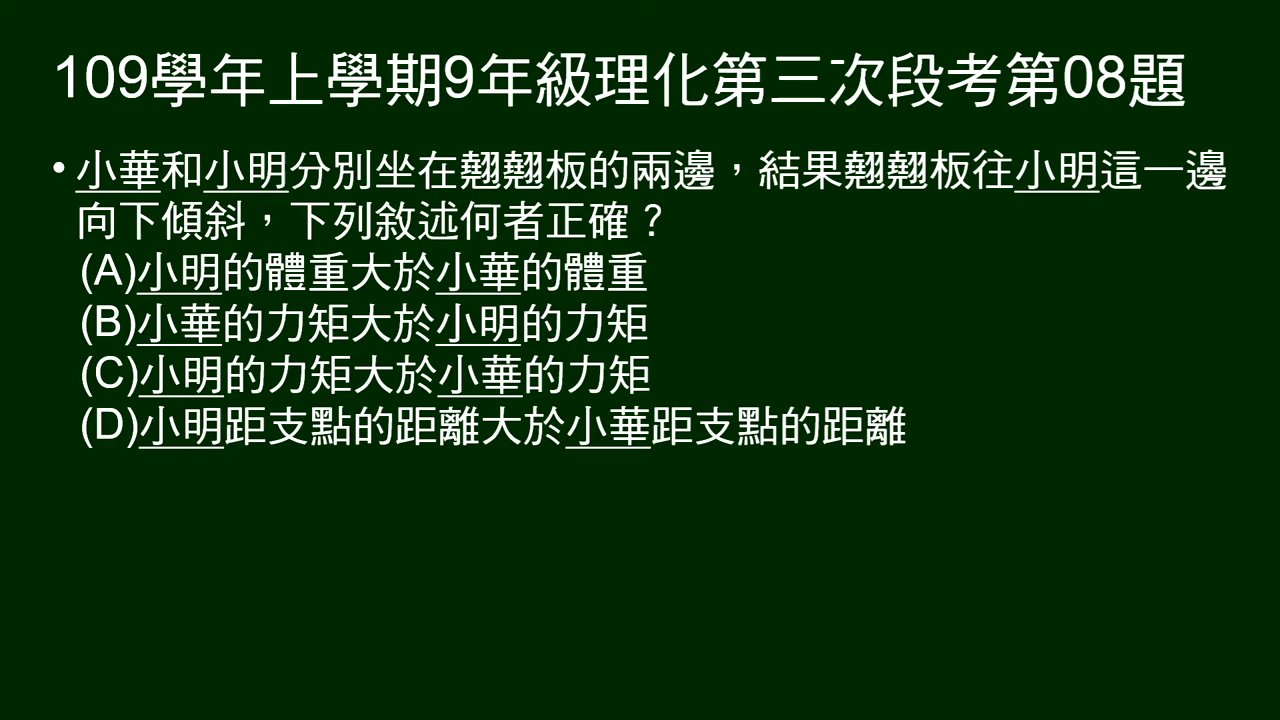 109學年上學期9年級理化第三次段考第08題
•小華和小明分別坐在翹翹板的兩邊，結果翹翹板往小明這一邊
向下傾斜，下列敘述何者正確？
(A)小明的體重大於小華的體重
(B)小華的力矩大於小明的力矩
(C)小明的力矩大於小華的力矩
(D)小明距支點的距離大於小華距支點的距離